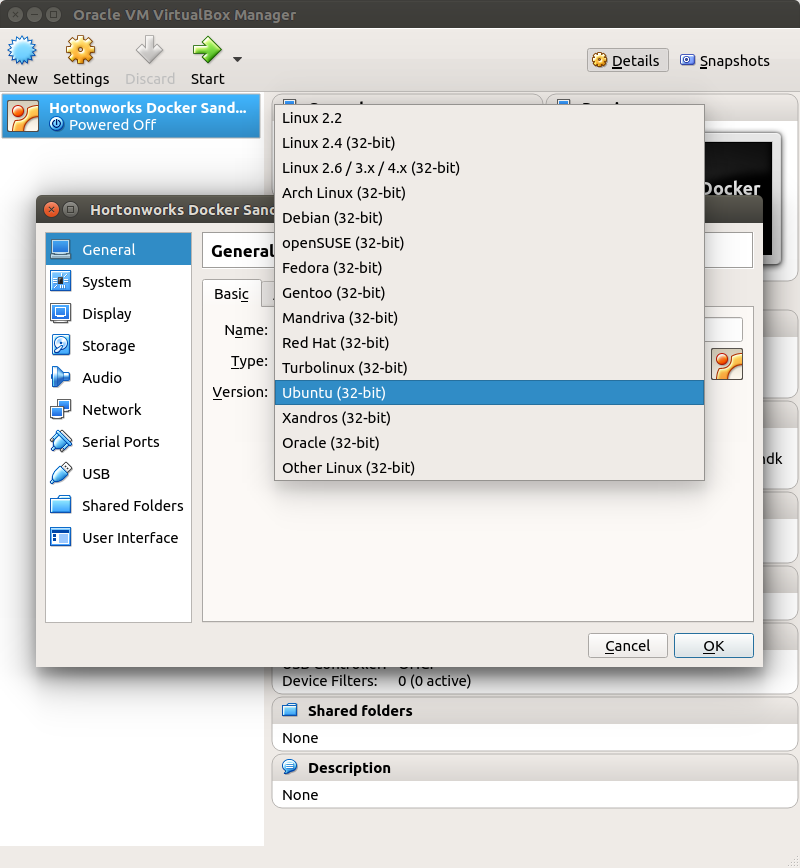 Oracle VM VirtualBox Manager
New Settings Discard Start
Details Snapshots
Hortonworks Docker Sand...
Powered Off
Docker
Hortonworks Docker Sand
General
System
Display
Storage
Audio
Network
Serial Ports
USB
Shared Folders
User Interface
General
Basic
Name:
Type:
Version:
Linux 2.2
Linux 2.4 (32-bit)
Linux 2.6 / 3.x / 4.x (32-bit)
Arch Linux (32-bit)
Debian (32-bit)
openSUSE (32-bit)
Fedora (32-bit)
Gentoo (32-bit)
Mandriva (32-bit)
Red Hat (32-bit)
Turbolinux (32-bit)
Ubuntu (32-bit)
Xandros (32-bit)
Oracle (32-bit)
Other Linux (32-bit)
Cancel OK
Device Filters: 0 (0 active)
Shared folders
None
Description
None